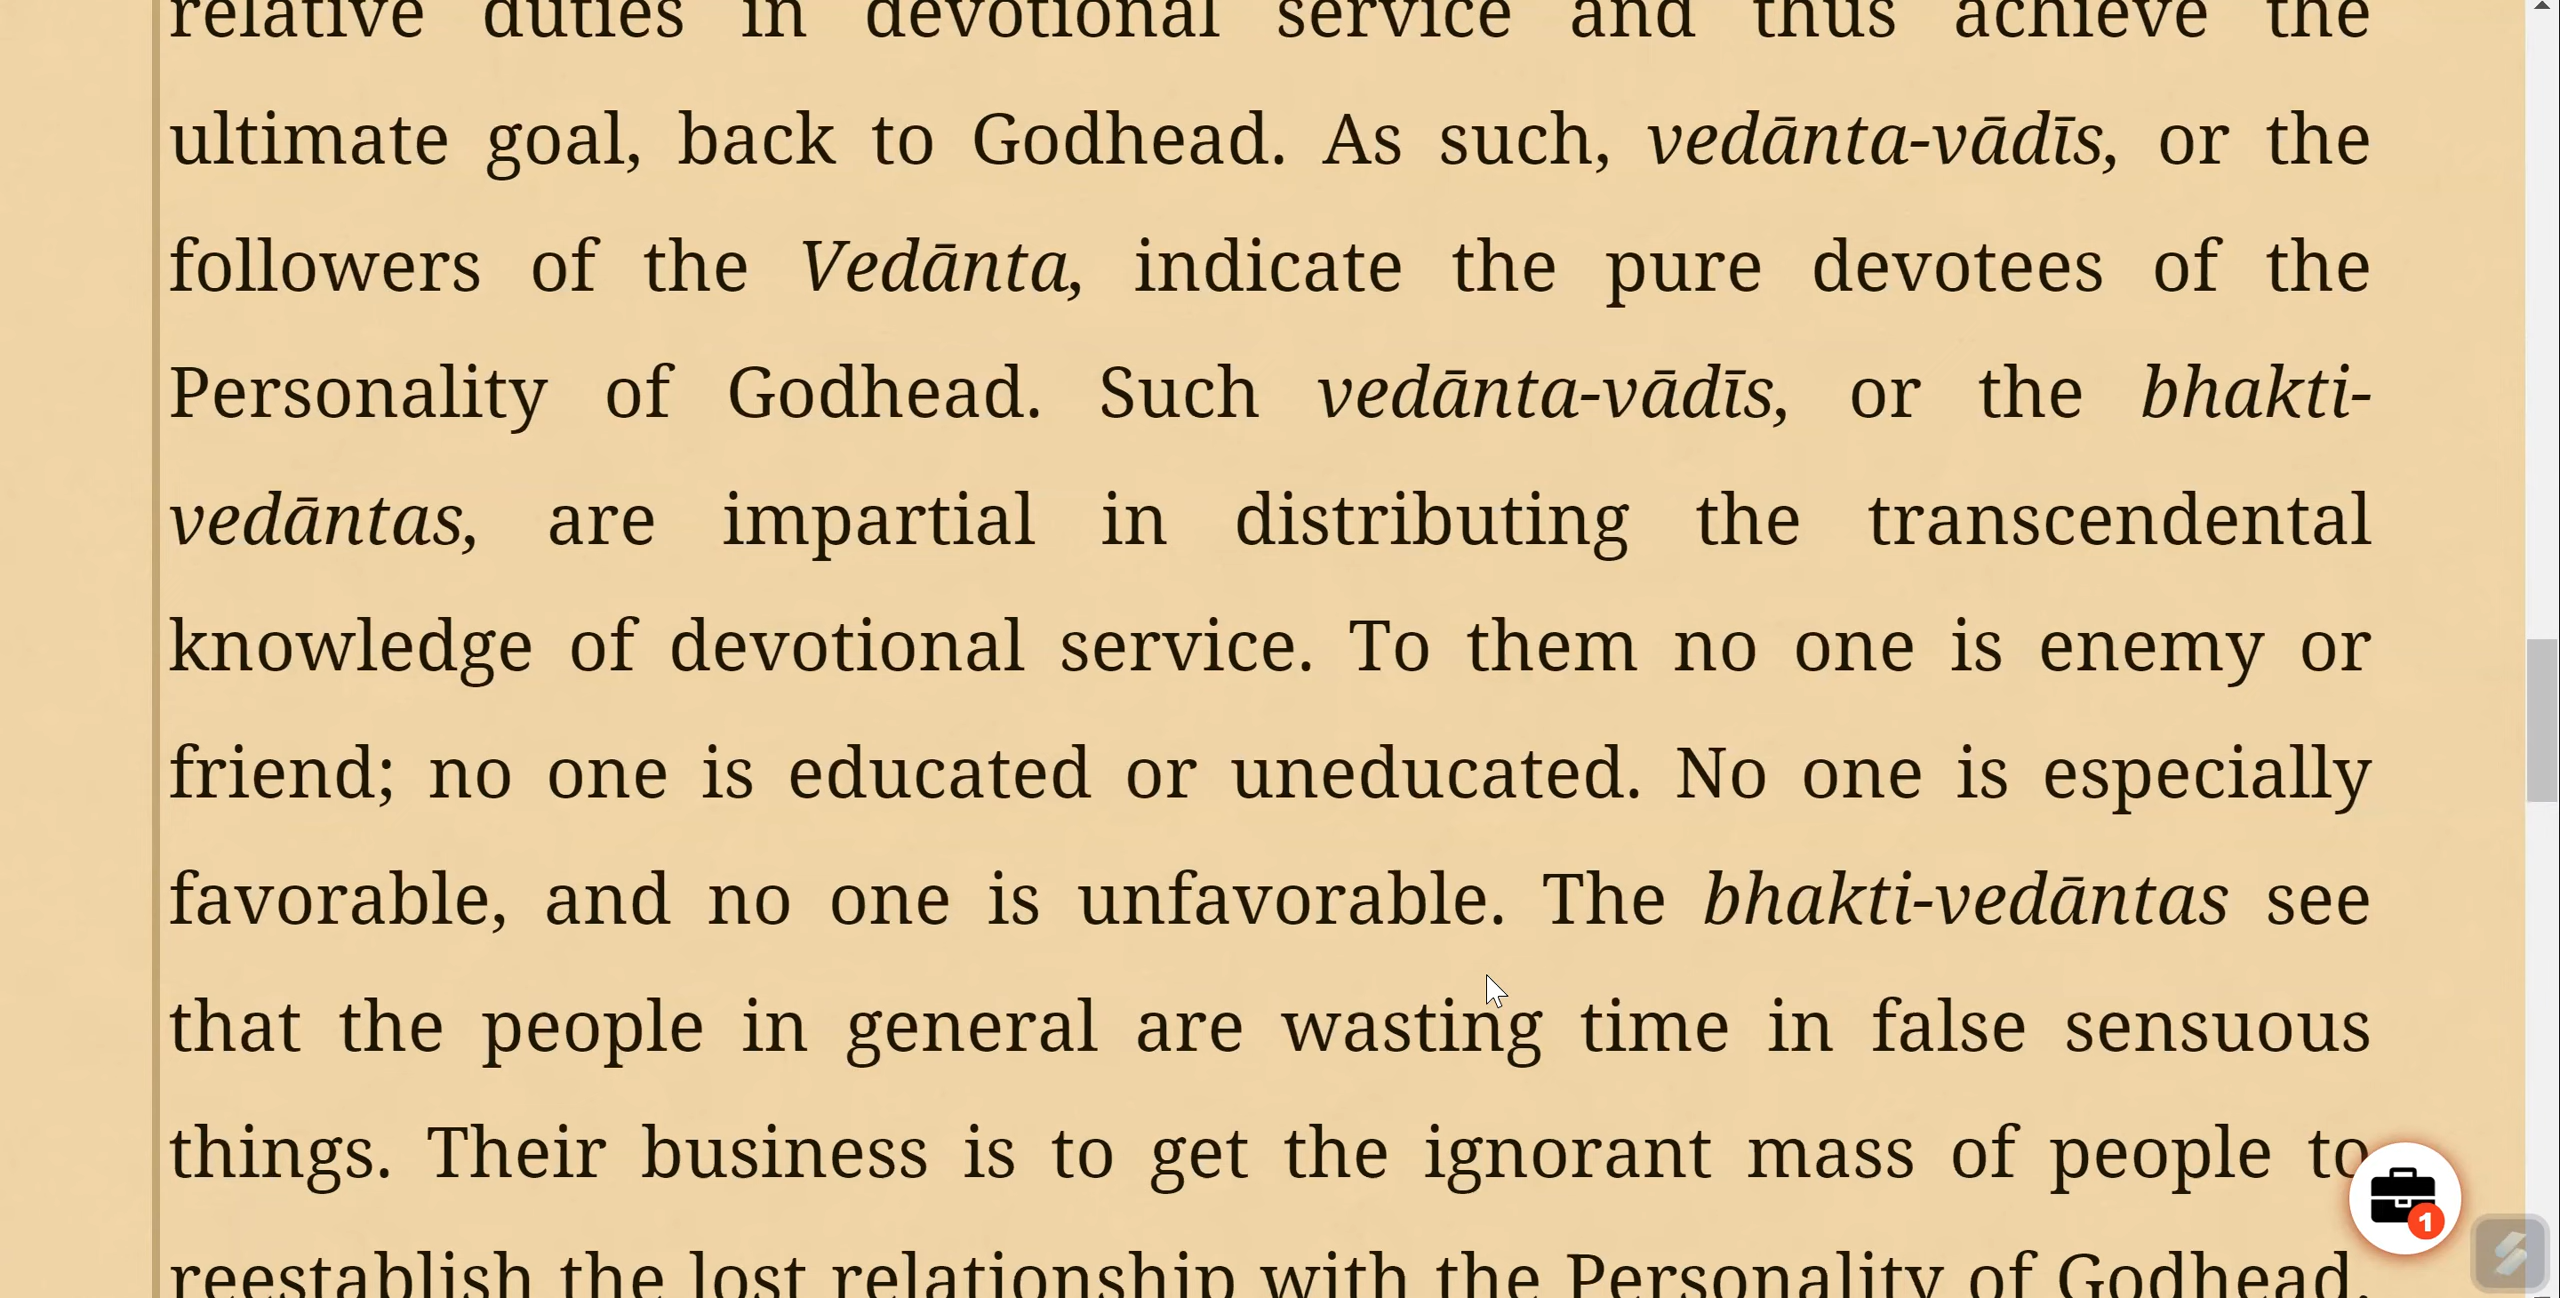 relative duties in devotional service and thus achieve the
ultimate goal, back to Godhead. As such, vedānta-vādīs, or the
followers of the Vedānta, indicate the pure devotees of the
Personality of Godhead. Such vedānta-vādīs, or the bhakti-
vedāntas, are impartial in distributing the transcendental
knowledge of devotional service. To them no one is enemy or
friend; no one is educated or uneducated. No one is especially
favorable, and no one is unfavorable. The bhakti-vedāntas see
that the people in general are wasting time in false sensuous
things. Their business is to get the ignorant mass of people to
1
reestablish the lost relationship with the Personality of Godhead.